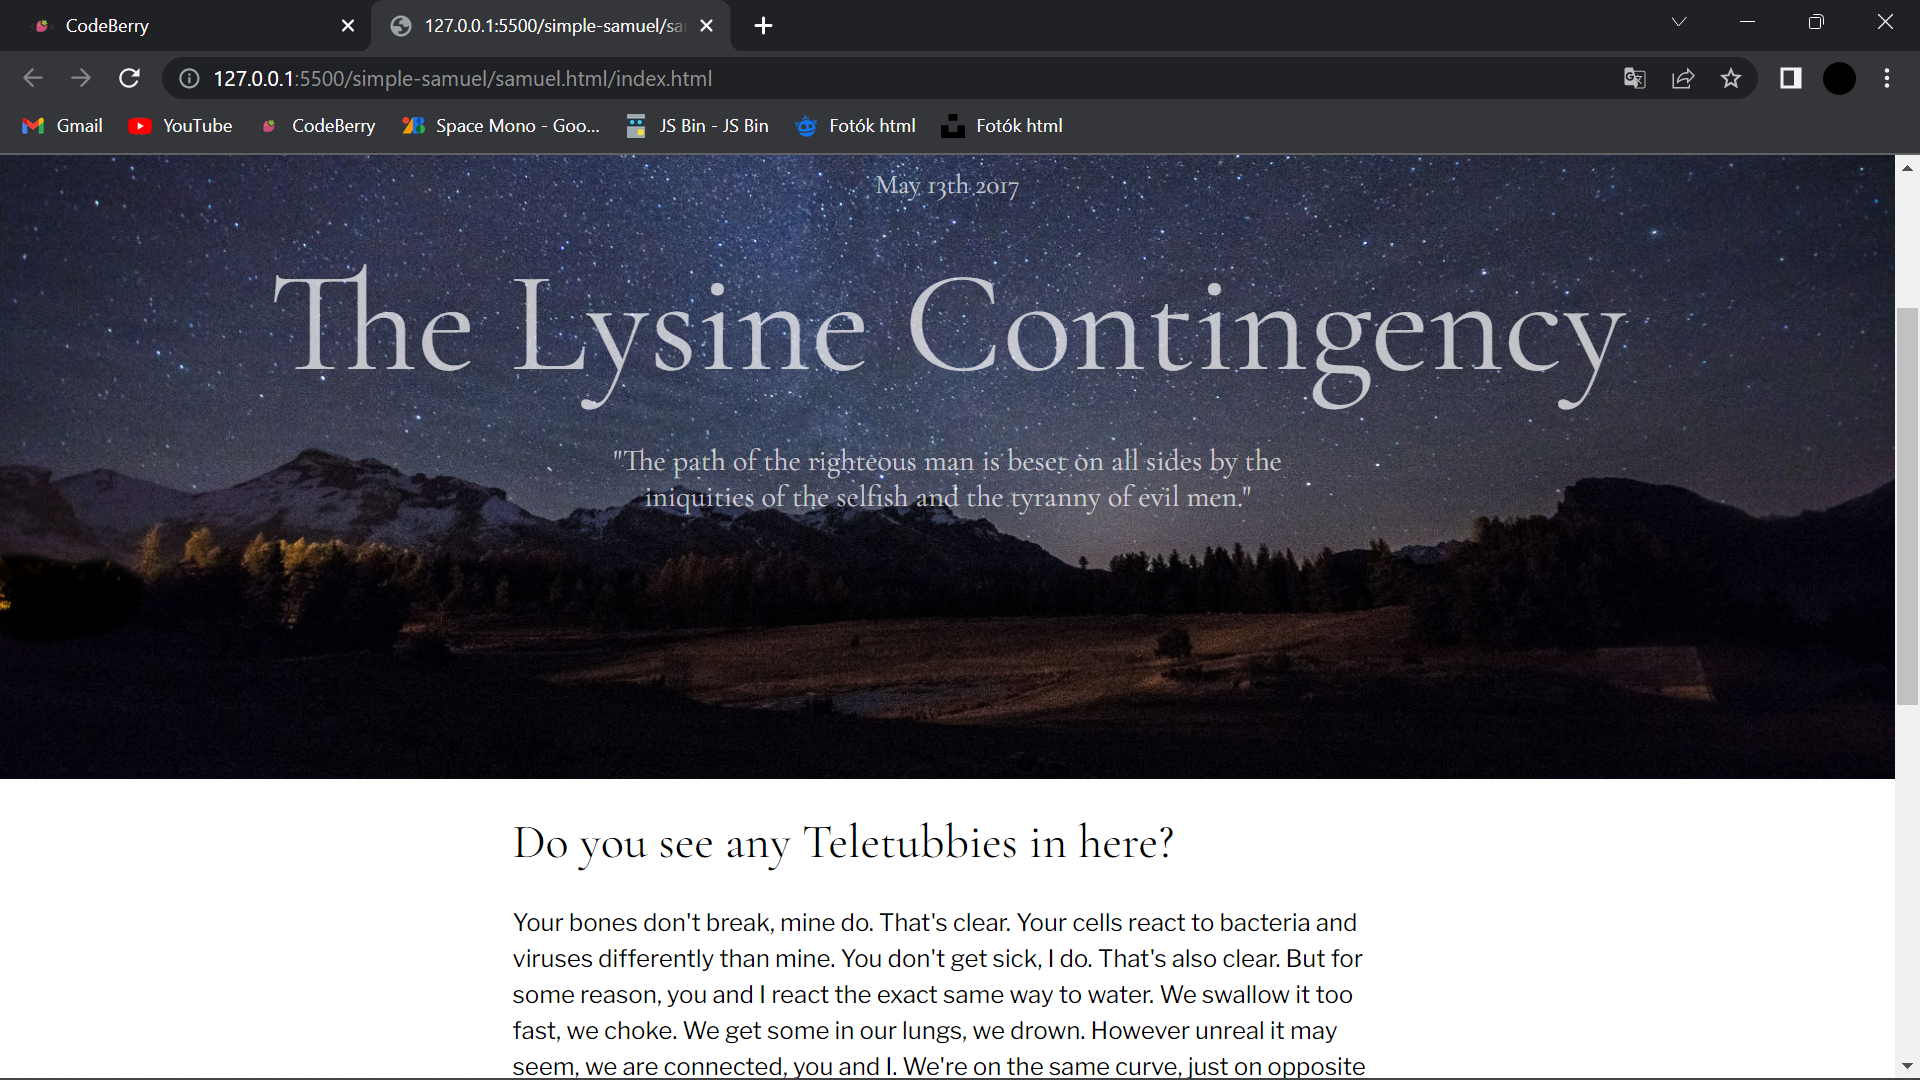 CodeBerry
127.0.0.1:5500/simple-samuel/sa
127.0.0.1:5500/simple-samuel/samuel.html/index.html
Gmail
YouTube
CodeBerry
Space Mono - Goo...
JS Bin - JS Bin
Fotók html
Fotók html
May 13th 2017
The Lysine Contingency
"The path of the righteous man is beset on all sides by the
iniquities of the selfish and the tyranny of evil men."
Do you see any Teletubbies in here?
Your bones don't break, mine do. That's clear. Your cells react to bacteria and
viruses differently than mine. You don't get sick, I do. That's also clear. But for
some reason, you and I react the exact same way to water. We swallow it too
fast, we choke. We get some in our lungs, we drown. However unreal it may
seem, we are connected, you and I. We're on the same curve, just on opposite